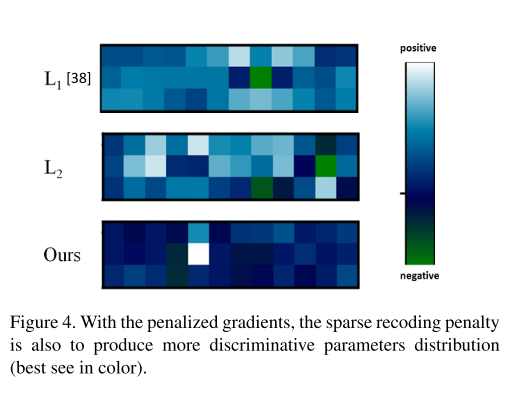 positive
L1 [38]
L2
Ours
negative
Figure 4. With the penalized gradients, the sparse recoding penalty
is also to produce more discriminative parameters distribution
(best see in color).